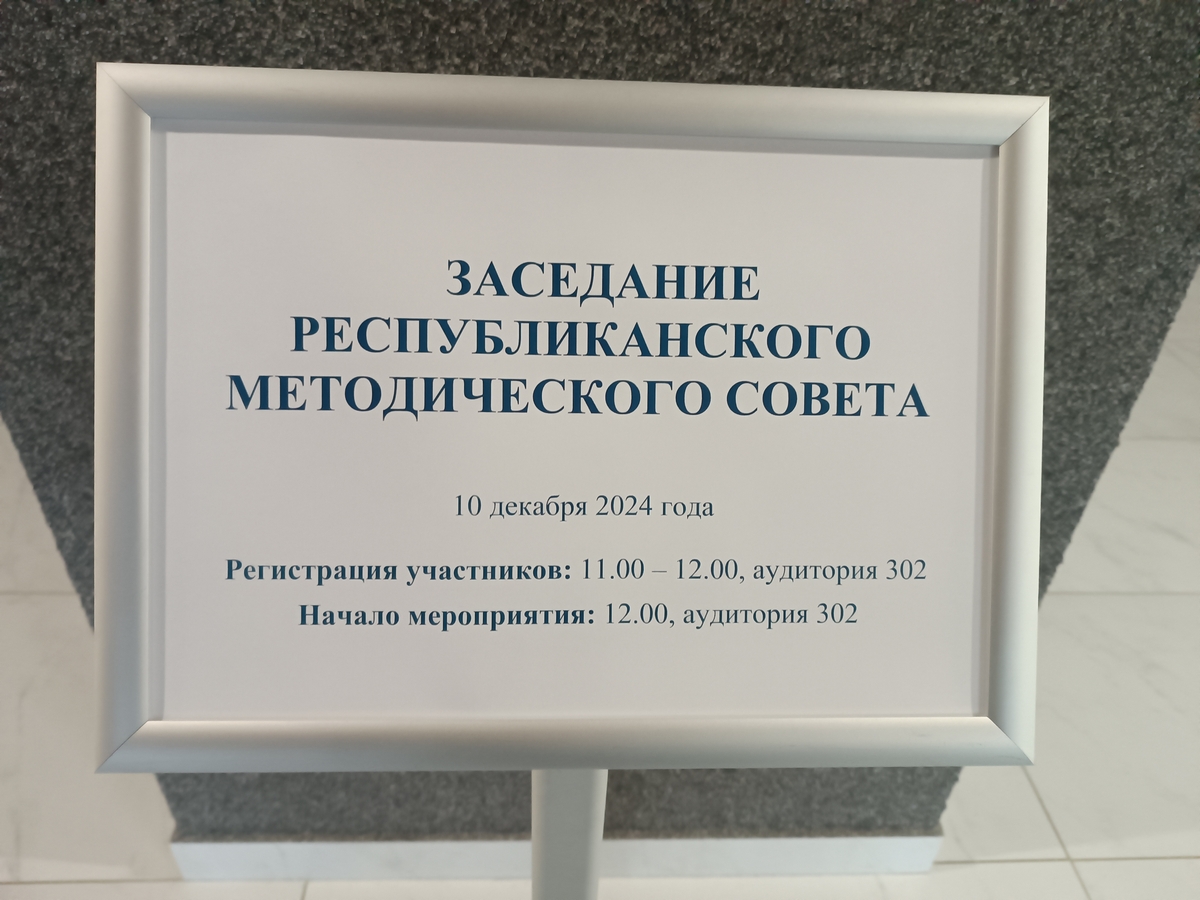 ЗАСЕДАНИЕ
РЕСПУБЛИКАНСКОГО
МЕТОДИЧЕСКОГО СОВЕТА
10 декабря 2024 года
Регистрация участников: 11.00 – 12.00, аудитория 302
Начало мероприятия: 12.00, аудитория 302